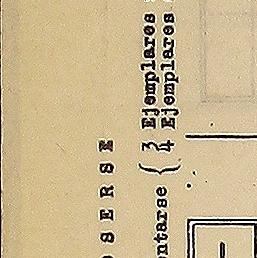 O S E R S E
ntarse { 3 Ejemplares
4 Ejemplares